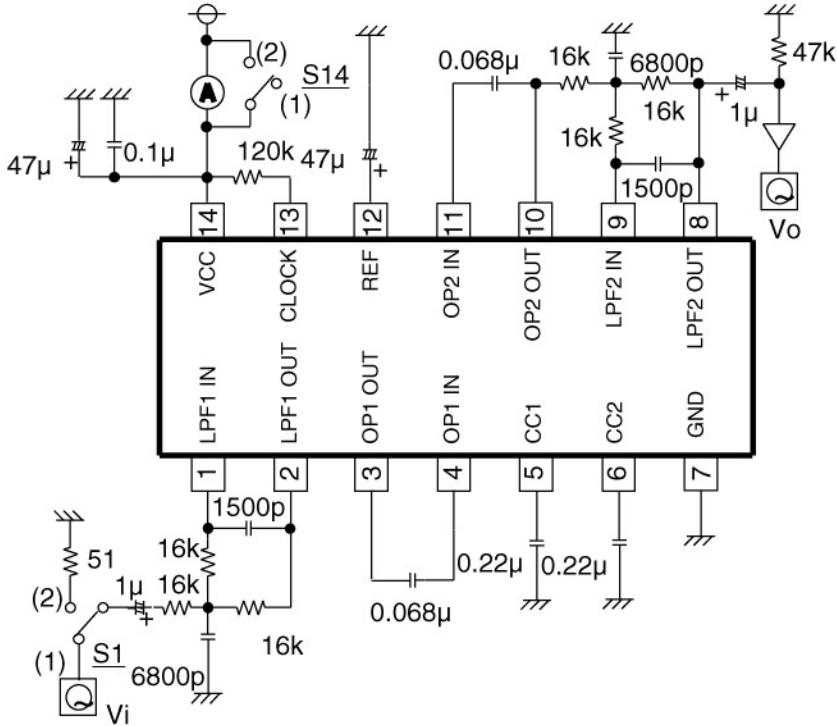 (2)
S14
A
(1)
47µ
0.1µ
120k
47µ
0.068µ
16k
6800p
16k
16k
1µ
47k
1500p
Vo
14
13
12
11
10
9
8
VCC
CLOCK
REF
OP2 IN
OP2 OUT
LPF2 IN
LPF2 OUT
LPF1 IN
LPF1 OUT
OP1 OUT
OP1 IN
CC1
CC2
GND
1
2
3
4
5
6
7
1500p
51
16k
1µ
16k
16k
(2)
(1)
S1
6800p
Vi
0.068µ
0.22µ
0.22µ
+
+
+
+